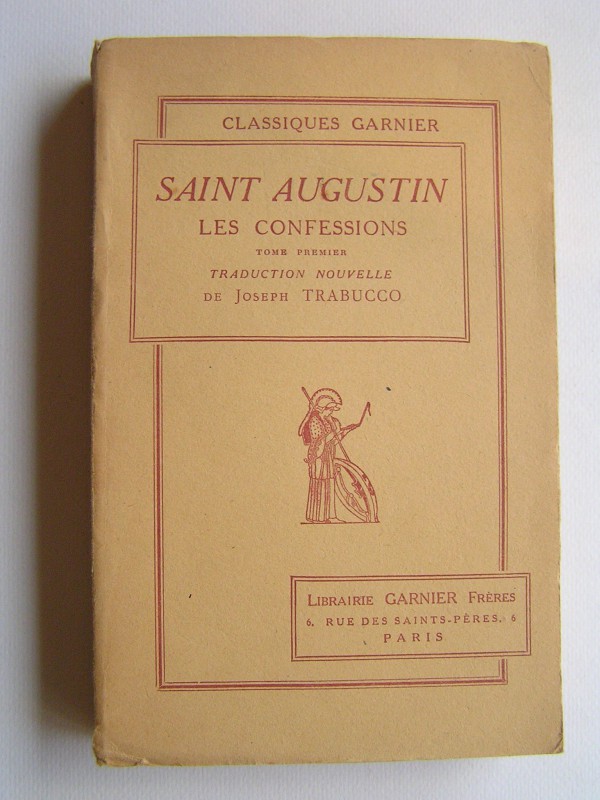 CLASSIQUES GARNIER
SAINT AUGUSTIN
LES CONFESSIONS
TOME PREMIER
TRADUCTION NOUVELLE
DE JOSEPH TRABUCCO
LIBRAIRIE GARNIER FRÈRES
6, RUE DES SAINTS-PÈRES, 6
PARIS